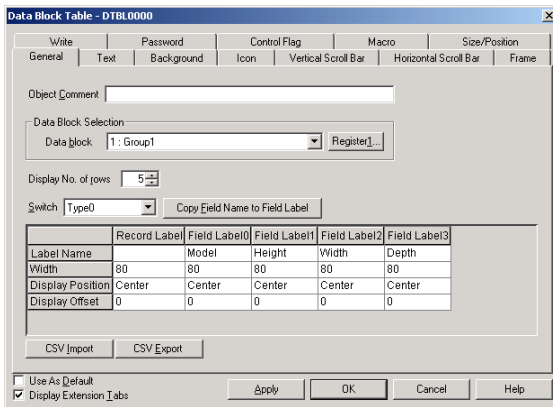 Data Block Table - DTBL0000
Write Password Control Flag Macro Size/Position
General Text Background Icon Vertical Scroll Bar Horizontal Scroll Bar Frame
Object Comment
Data Block Selection
Data block 1 : Group1 Register1...
Display No. of rows 5
Switch Type0 Copy Field Name to Field Label
Record Label Field Label0 Field Label1 Field Label2 Field Label3
Label Name Model Height Width Depth
Width 80 80 80 80 80
Display Position Center Center Center Center Center
Display Offset 0 0 0 0 0
CSV Import CSV Export
Use As Default
Display Extension Tabs Apply OK Cancel Help